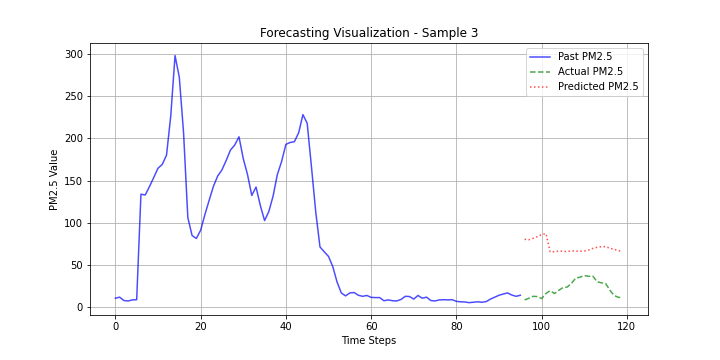 Forecasting Visualization - Sample 3
Past PM2.5
Actual PM2.5
Predicted PM2.5
PM2.5 Value
300
250
200
150
100
50
0
0 20 40 60 80 100 120
Time Steps